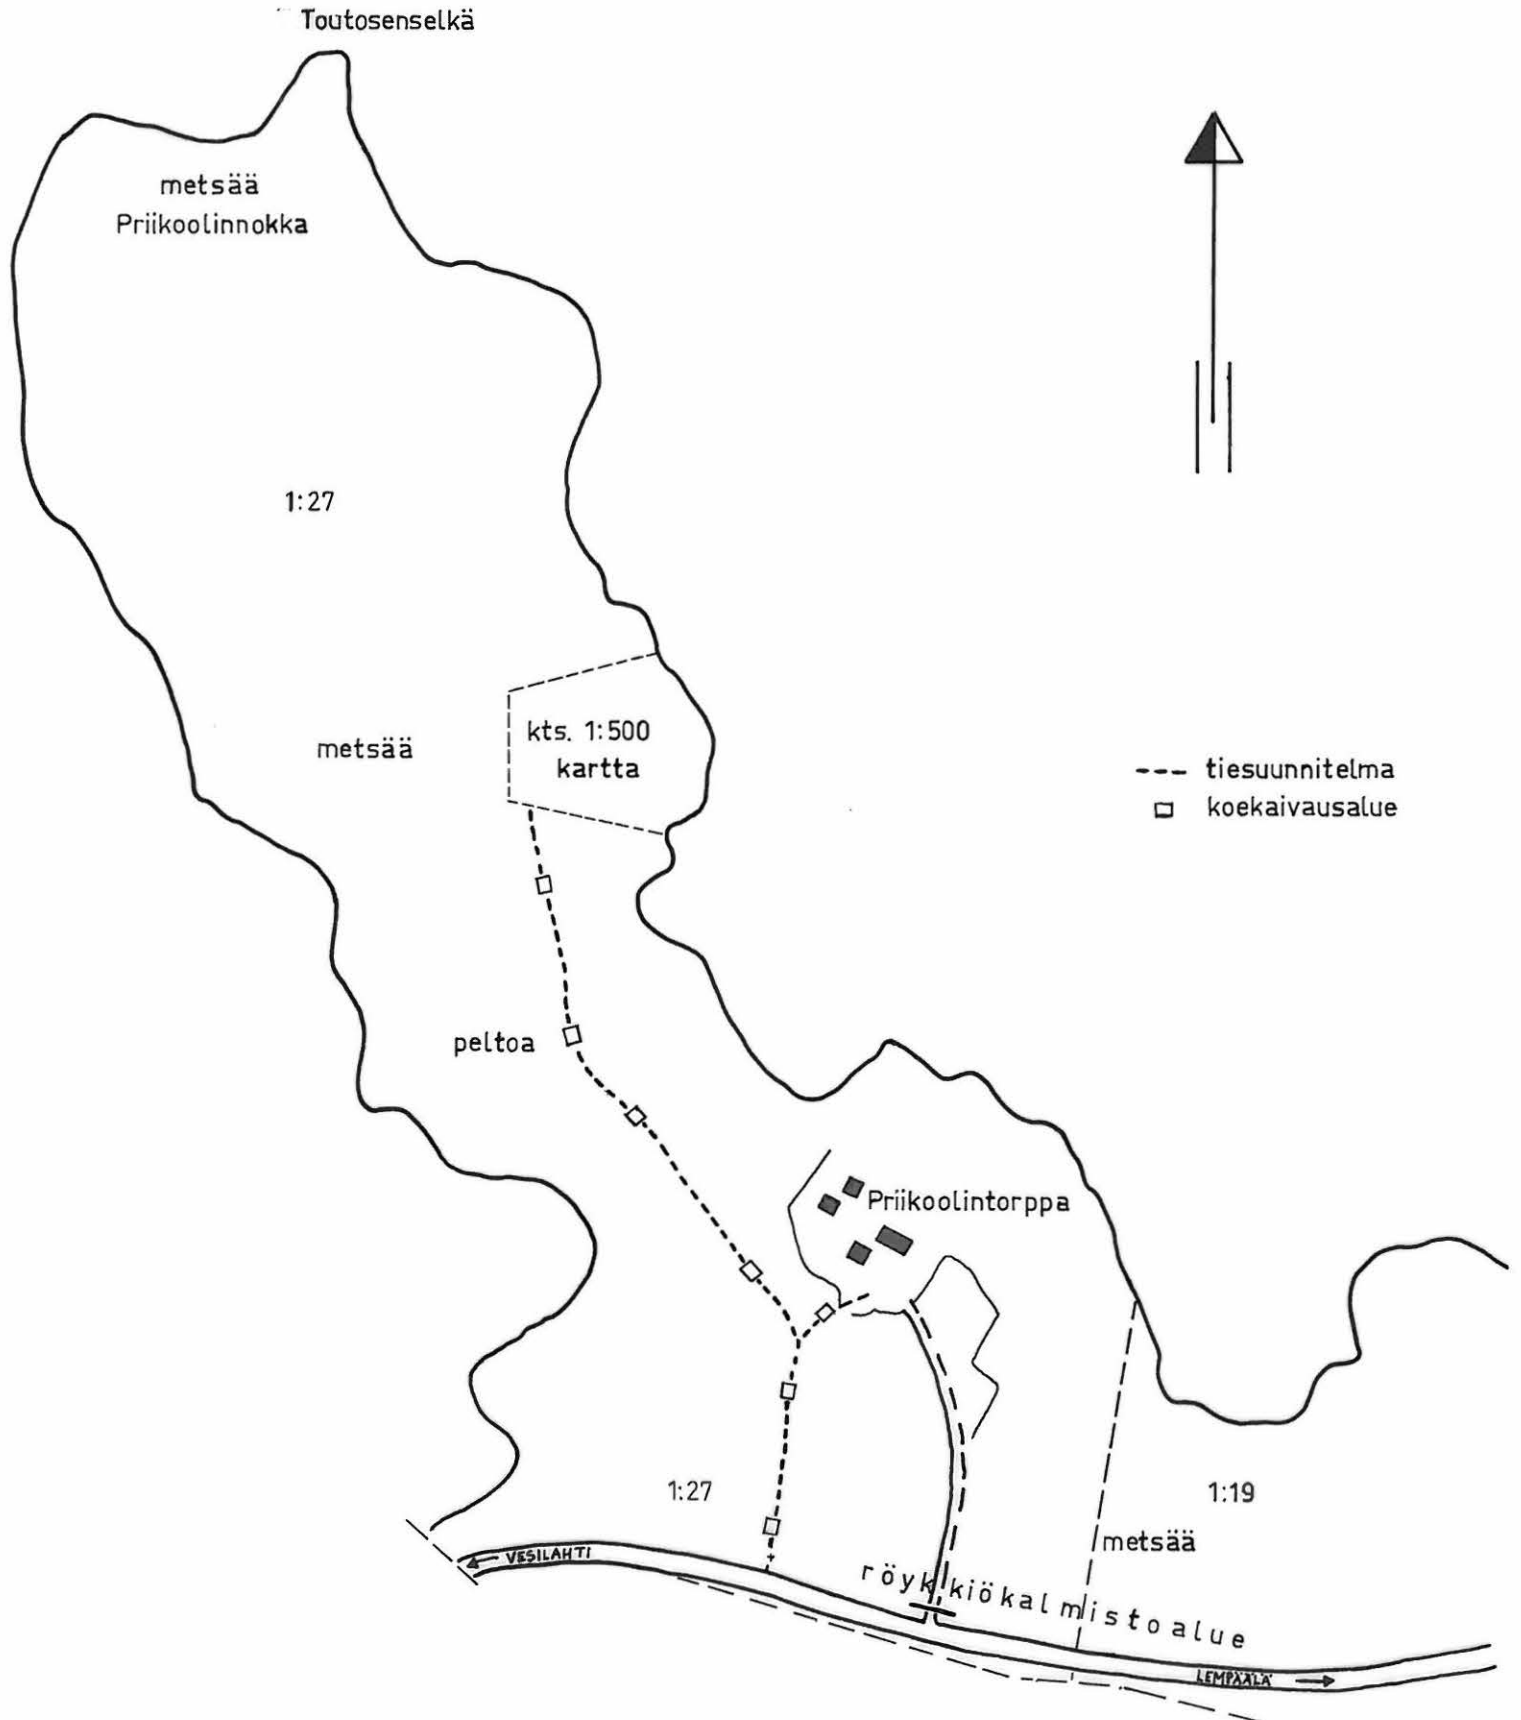 Toutosenselkä
metsää
Priikoolinnokka
1:27
metsää
kts. 1:500
kartta
tiesuunnitelma
koekaivausalue
peltoa
Priikoolintorppa
1:27
1:19
metsää
VESILAHTI
röykkiökalmistoalue
LEMPÄÄLÄ